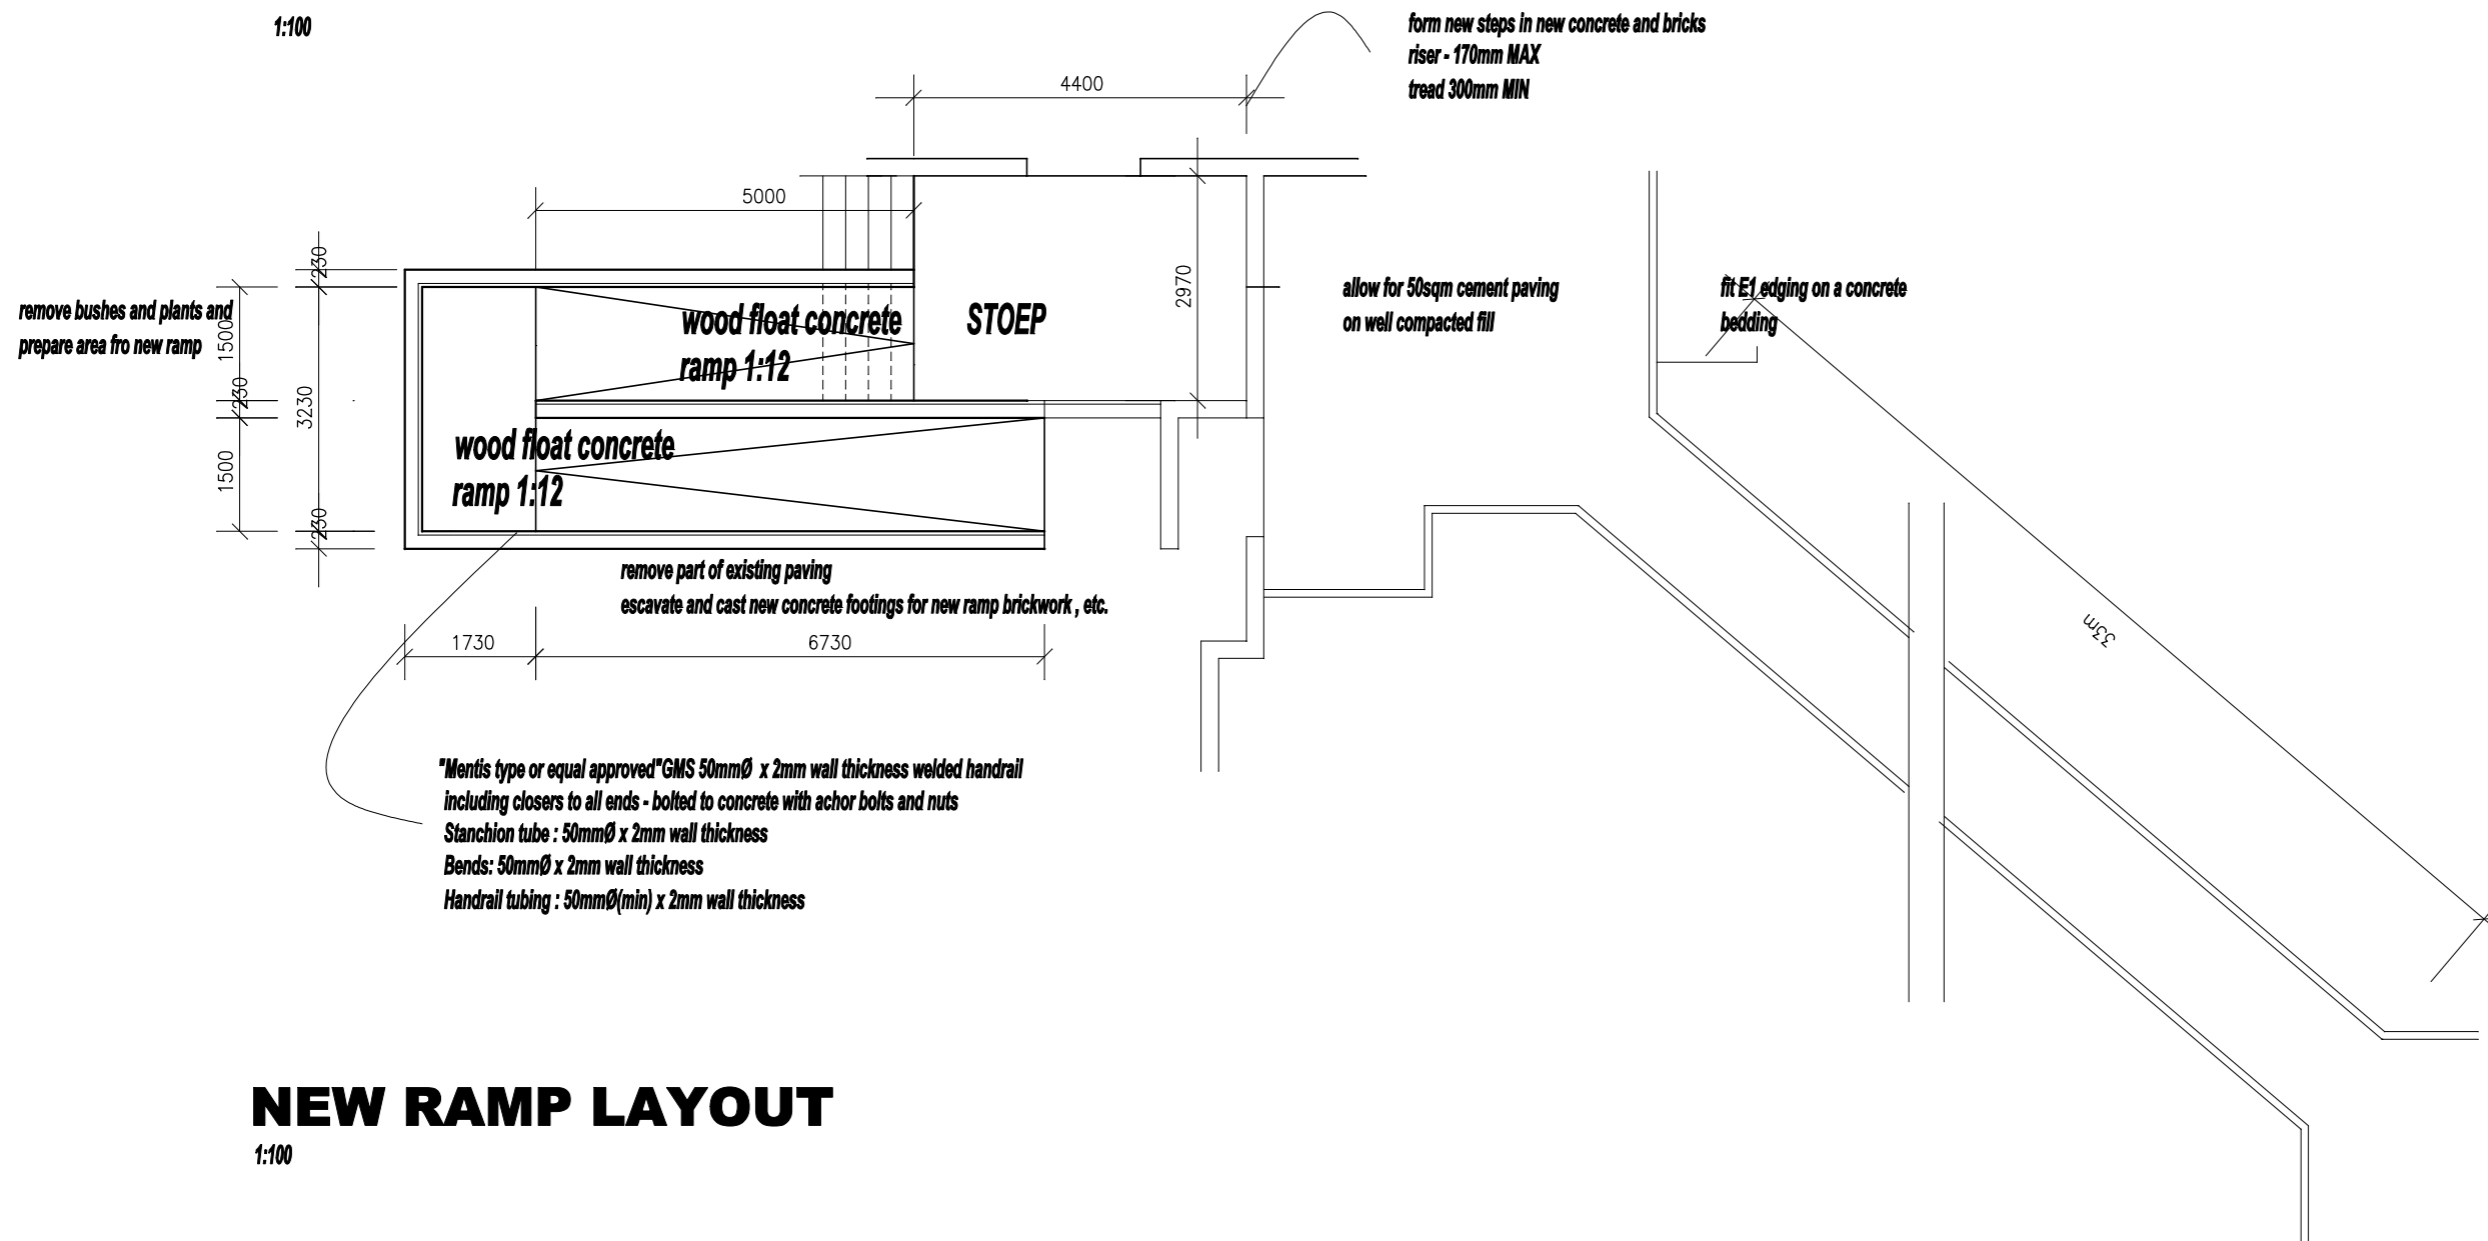 1:100
form new steps in new concrete and bricks
riser - 170mm MAX
tread 300mm MIN
4400
5000
230
2970
remove bushes and plants and
prepare area fro new ramp
1500
wood float concrete
ramp 1:12
STOEP
allow for 50sqm cement paving
on well compacted fill
fit E1 edging on a concrete
bedding
230
3230
1500
wood float concrete
ramp 1:12
230
remove part of existing paving
escavate and cast new concrete footings for new ramp brickwork , etc.
1730
6730
33m
"Mentis type or equal approved"GMS 50mmØ x 2mm wall thickness welded handrail
including closers to all ends - bolted to concrete with achor bolts and nuts
Stanchion tube : 50mmØ x 2mm wall thickness
Bends: 50mmØ x 2mm wall thickness
Handrail tubing : 50mmØ(min) x 2mm wall thickness
NEW RAMP LAYOUT
1:100